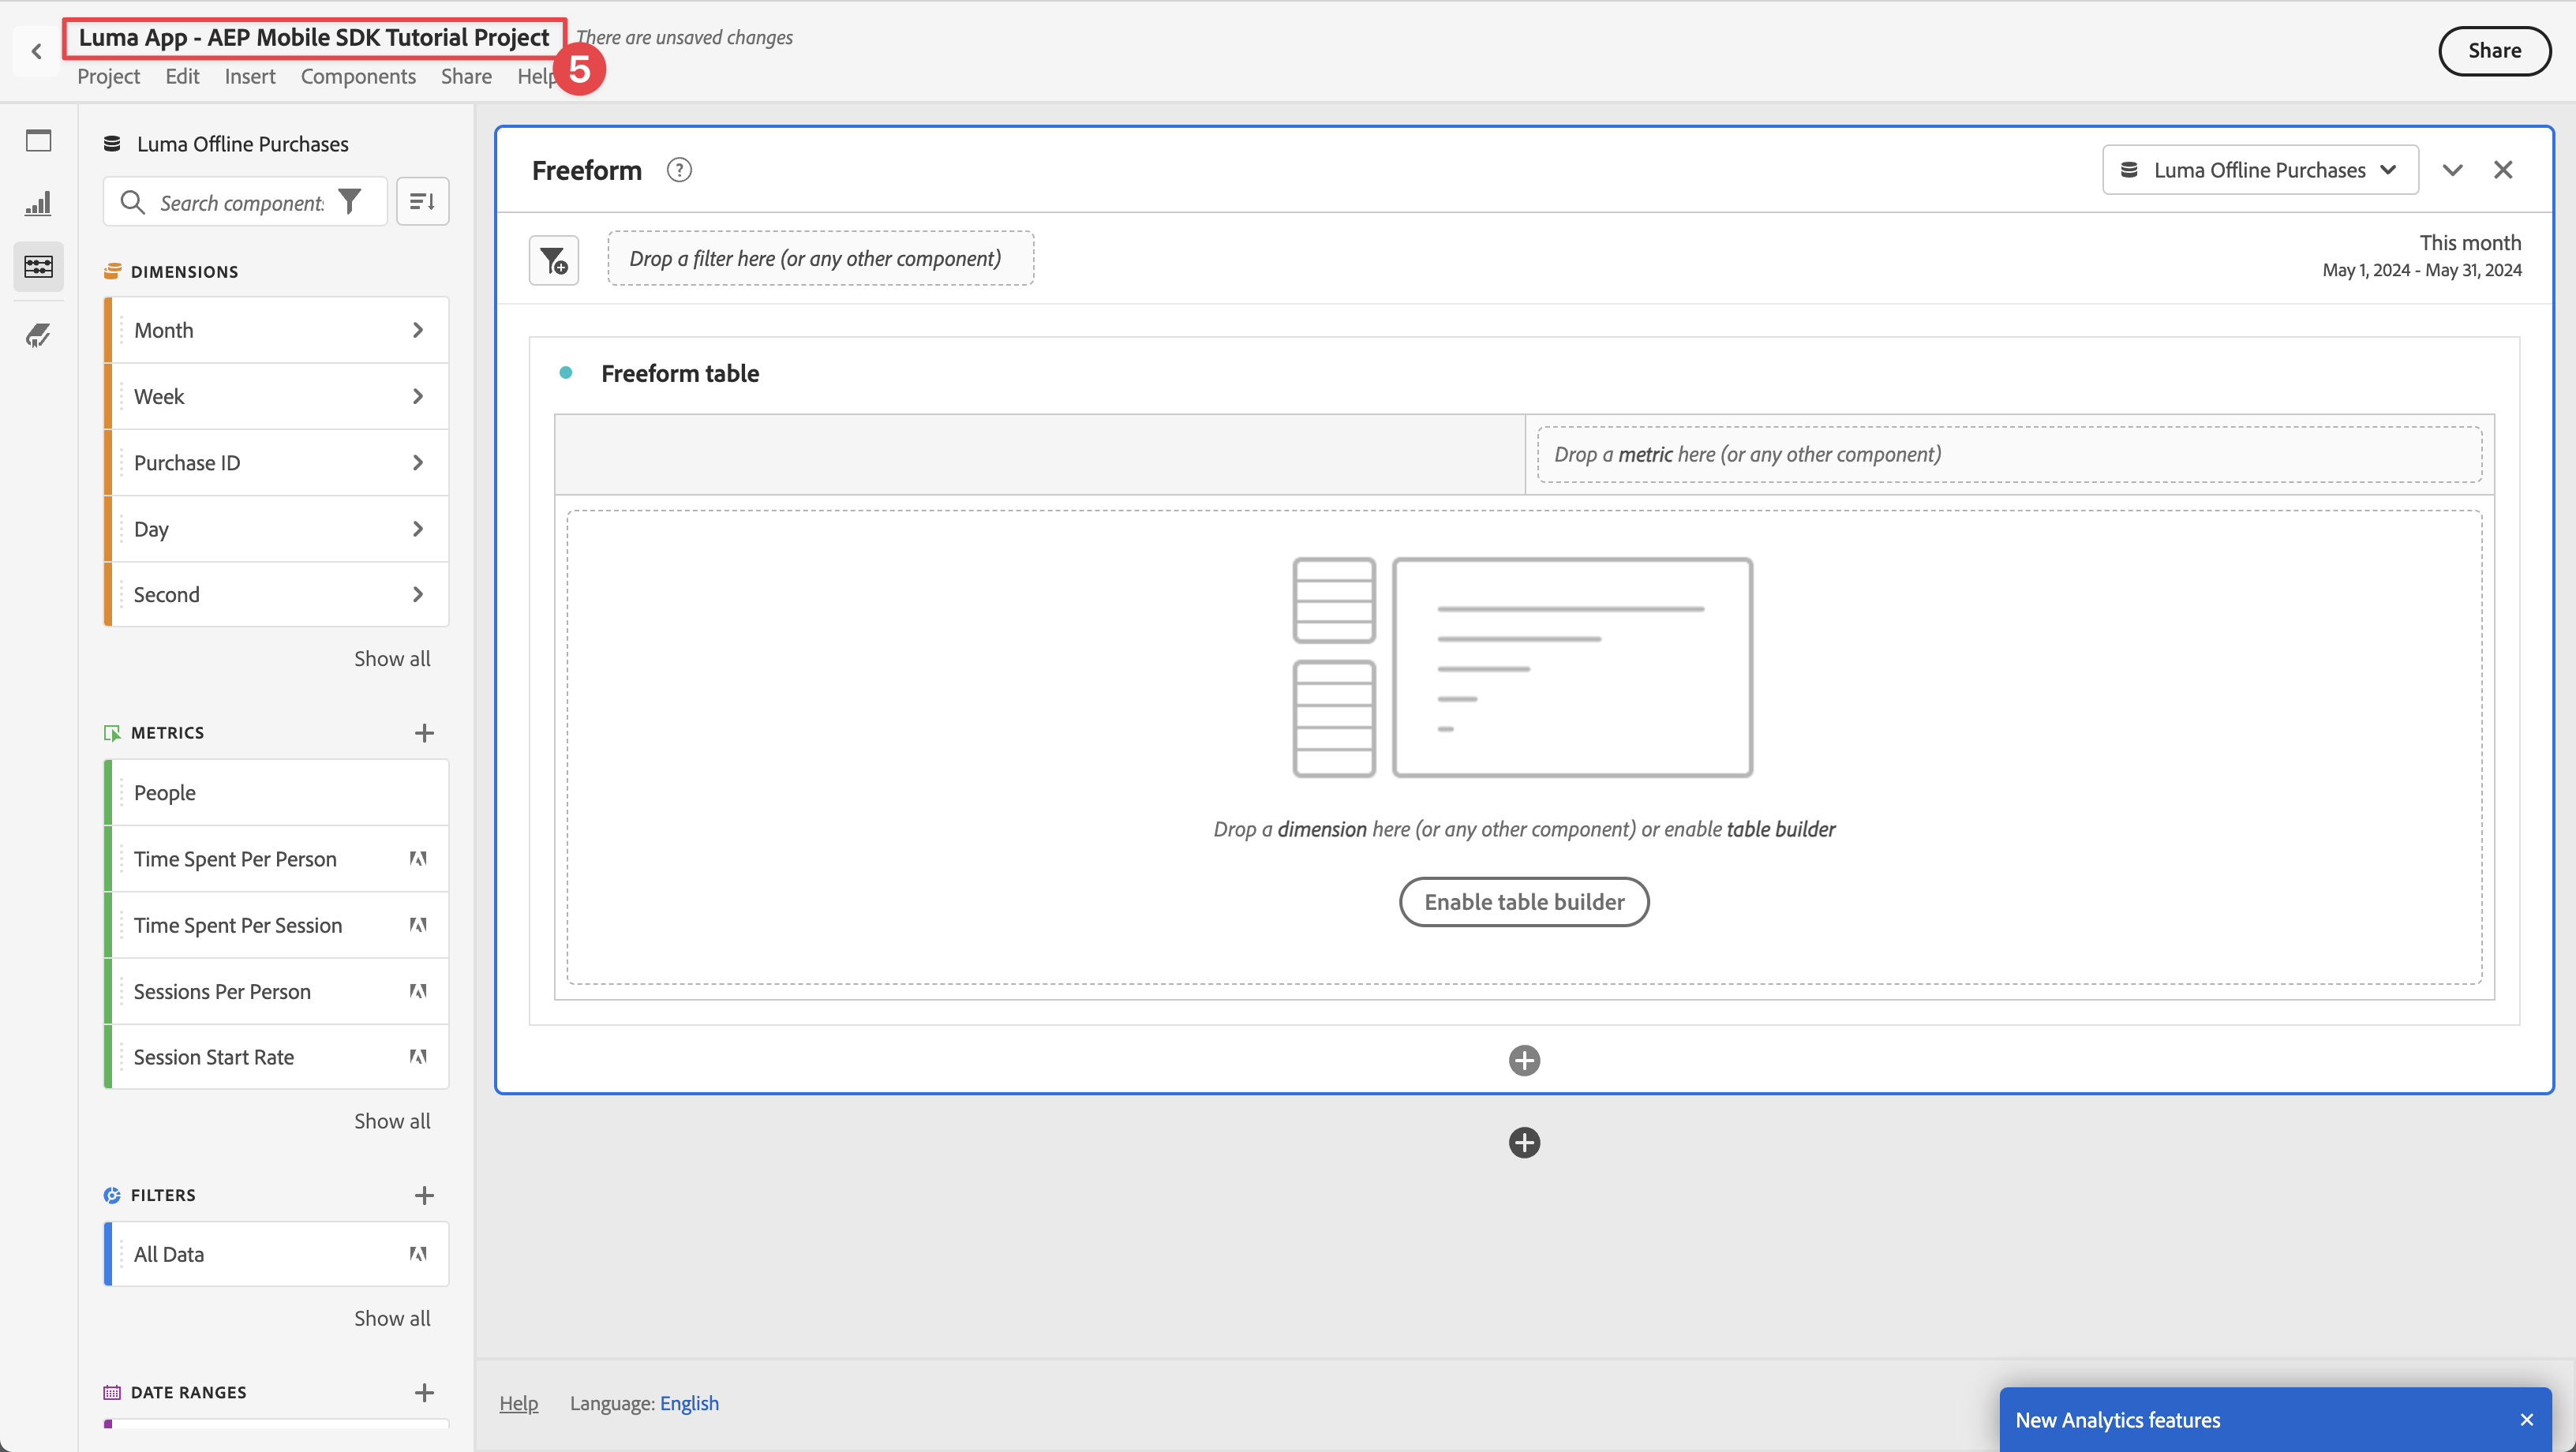 Luma App - AEP Mobile SDK Tutorial Project
There are unsaved changes
5
Project Edit Insert Components Share Help
Share
Luma Offline Purchases
Search component
DIMENSIONS
Month
Week
Purchase ID
Day
Second
Show all
METRICS
People
Time Spent Per Person
Time Spent Per Session
Sessions Per Person
Session Start Rate
Show all
FILTERS
All Data
Show all
DATE RANGES
Freeform ?
Luma Offline Purchases
Drop a filter here (or any other component)
This month
May 1, 2024 - May 31, 2024
Freeform table
Drop a metric here (or any other component)
Drop a dimension here (or any other component) or enable table builder
Enable table builder
Help Language: English
New Analytics features